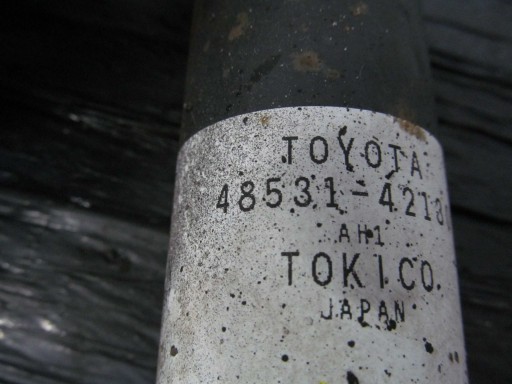 TOYOTA
48531-4213
AH1
TOKICO.
JAPAN